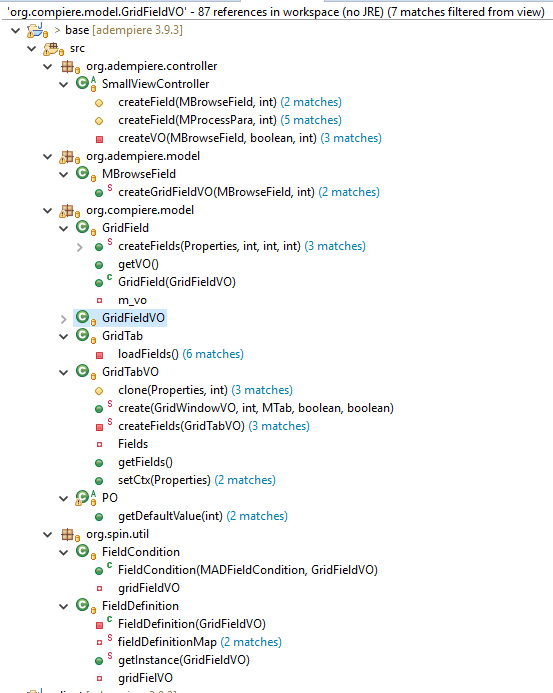 'org.compiere.model.GridFieldVO' - 87 references in workspace (no JRE) (7 matches filtered from view)
> base [adempiere 3.9.3]
src
org.adempiere.controller
SmallViewController
createField(MBrowseField, int) (2 matches)
createField(MProcessPara, int) (5 matches)
createVO(MBrowseField, boolean, int) (3 matches)
org.adempiere.model
MBrowseField
createGridFieldVO(MBrowseField, int) (2 matches)
org.compiere.model
GridField
createFields(Properties, int, int, int) (3 matches)
getVO()
GridField(GridFieldVO)
m_vo
GridFieldVO
GridTab
loadFields() (6 matches)
GridTabVO
clone(Properties, int) (3 matches)
create(GridWindowVO, int, MTab, boolean, boolean)
createFields(GridTabVO) (3 matches)
Fields
getFields()
setCtx(Properties) (2 matches)
PO
getDefaultValue(int) (2 matches)
org.spin.util
FieldCondition
FieldCondition(MADFieldCondition, GridFieldVO)
gridFieldVO
FieldDefinition
FieldDefinition(GridFieldVO)
fieldDefinitionMap (2 matches)
getInstance(GridFieldVO)
gridFielVO